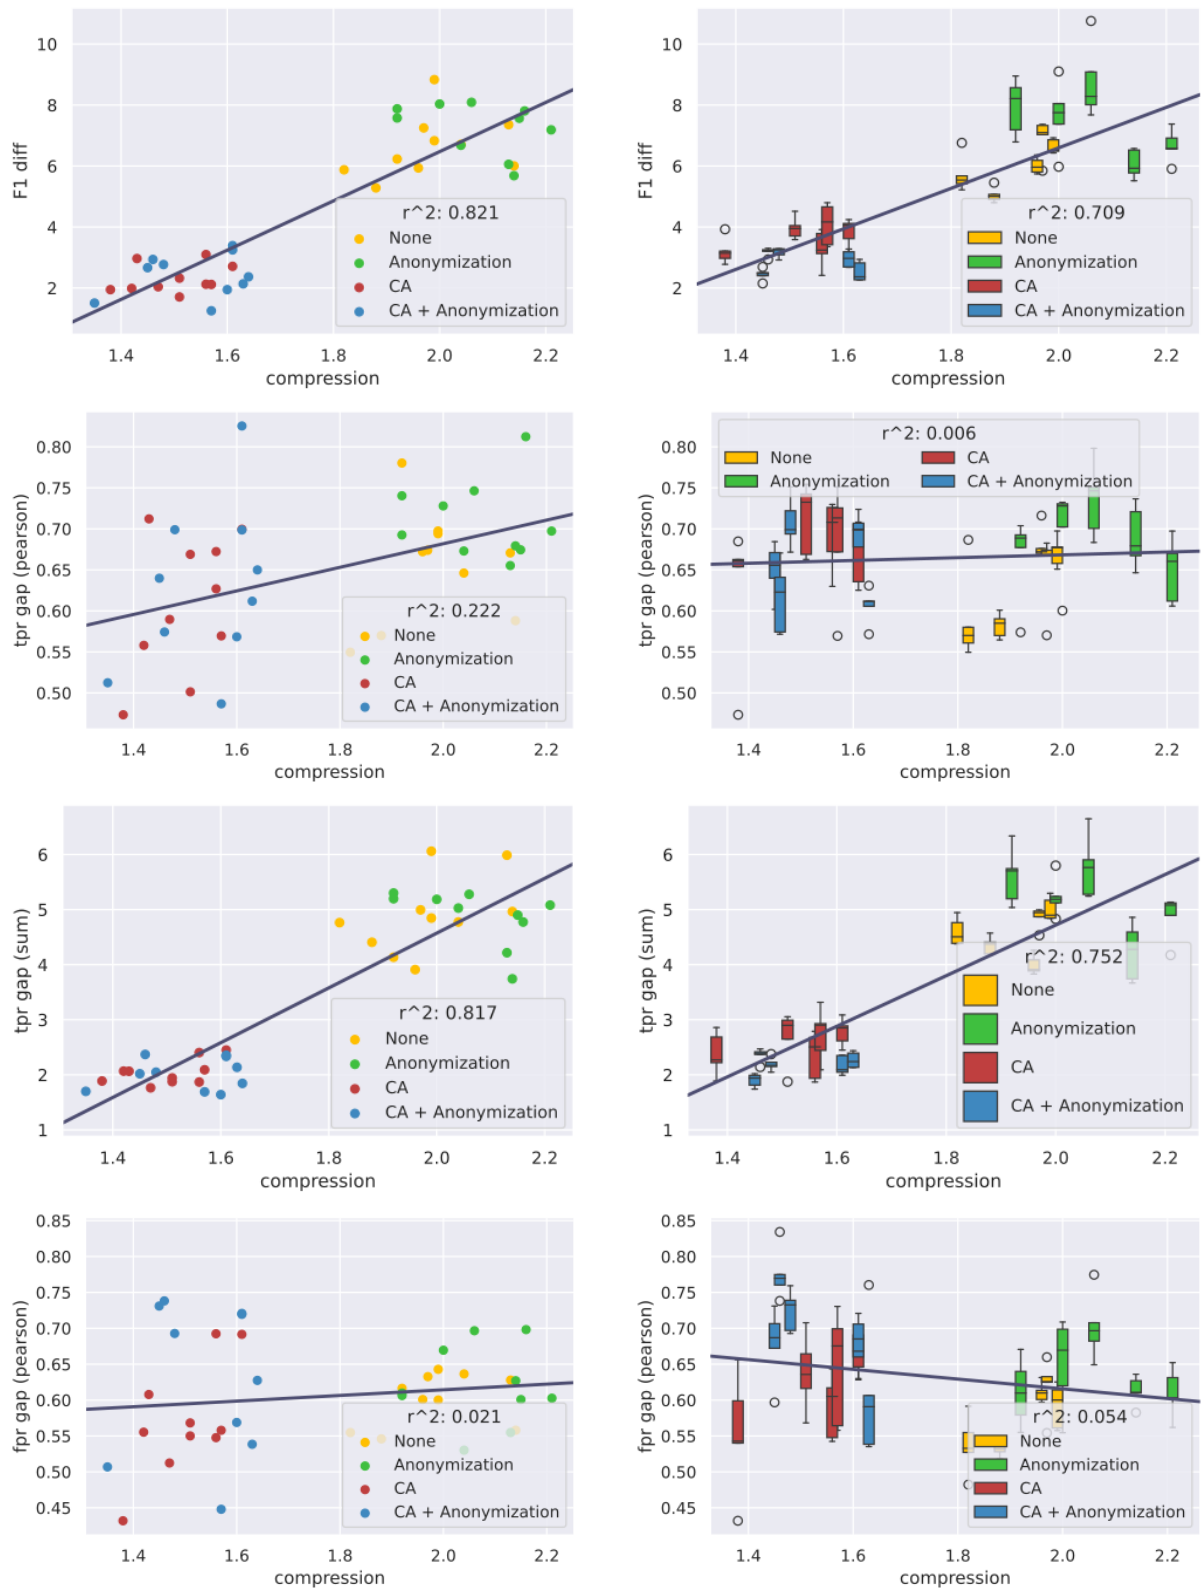 10
8
6
4
2
F1 diff
r^2: 0.821
None
Anonymization
CA
CA + Anonymization
1.4 1.6 1.8 2.0 2.2
compression
10
8
6
4
2
F1 diff
r^2: 0.709
None
Anonymization
CA
CA + Anonymization
1.4 1.6 1.8 2.0 2.2
compression
0.80
0.75
0.70
0.65
0.60
0.55
0.50
tpr gap (pearson)
r^2: 0.222
None
Anonymization
CA
CA + Anonymization
1.4 1.6 1.8 2.0 2.2
compression
0.80
0.75
0.70
0.65
0.60
0.55
0.50
tpr gap (pearson)
r^2: 0.006
None CA
Anonymization CA + Anonymization
1.4 1.6 1.8 2.0 2.2
compression
6
5
4
3
2
1
tpr gap (sum)
r^2: 0.817
None
Anonymization
CA
CA + Anonymization
1.4 1.6 1.8 2.0 2.2
compression
6
5
4
3
2
1
tpr gap (sum)
r^2: 0.752
None
Anonymization
CA
CA + Anonymization
1.4 1.6 1.8 2.0 2.2
compression
0.85
0.80
0.75
0.70
0.65
0.60
0.55
0.50
0.45
fpr gap (pearson)
r^2: 0.021
None
Anonymization
CA
CA + Anonymization
1.4 1.6 1.8 2.0 2.2
compression
0.85
0.80
0.75
0.70
0.65
0.60
0.55
0.50
0.45
fpr gap (pearson)
r^2: 0.054
None
Anonymization
CA
CA + Anonymization
1.4 1.6 1.8 2.0 2.2
compression